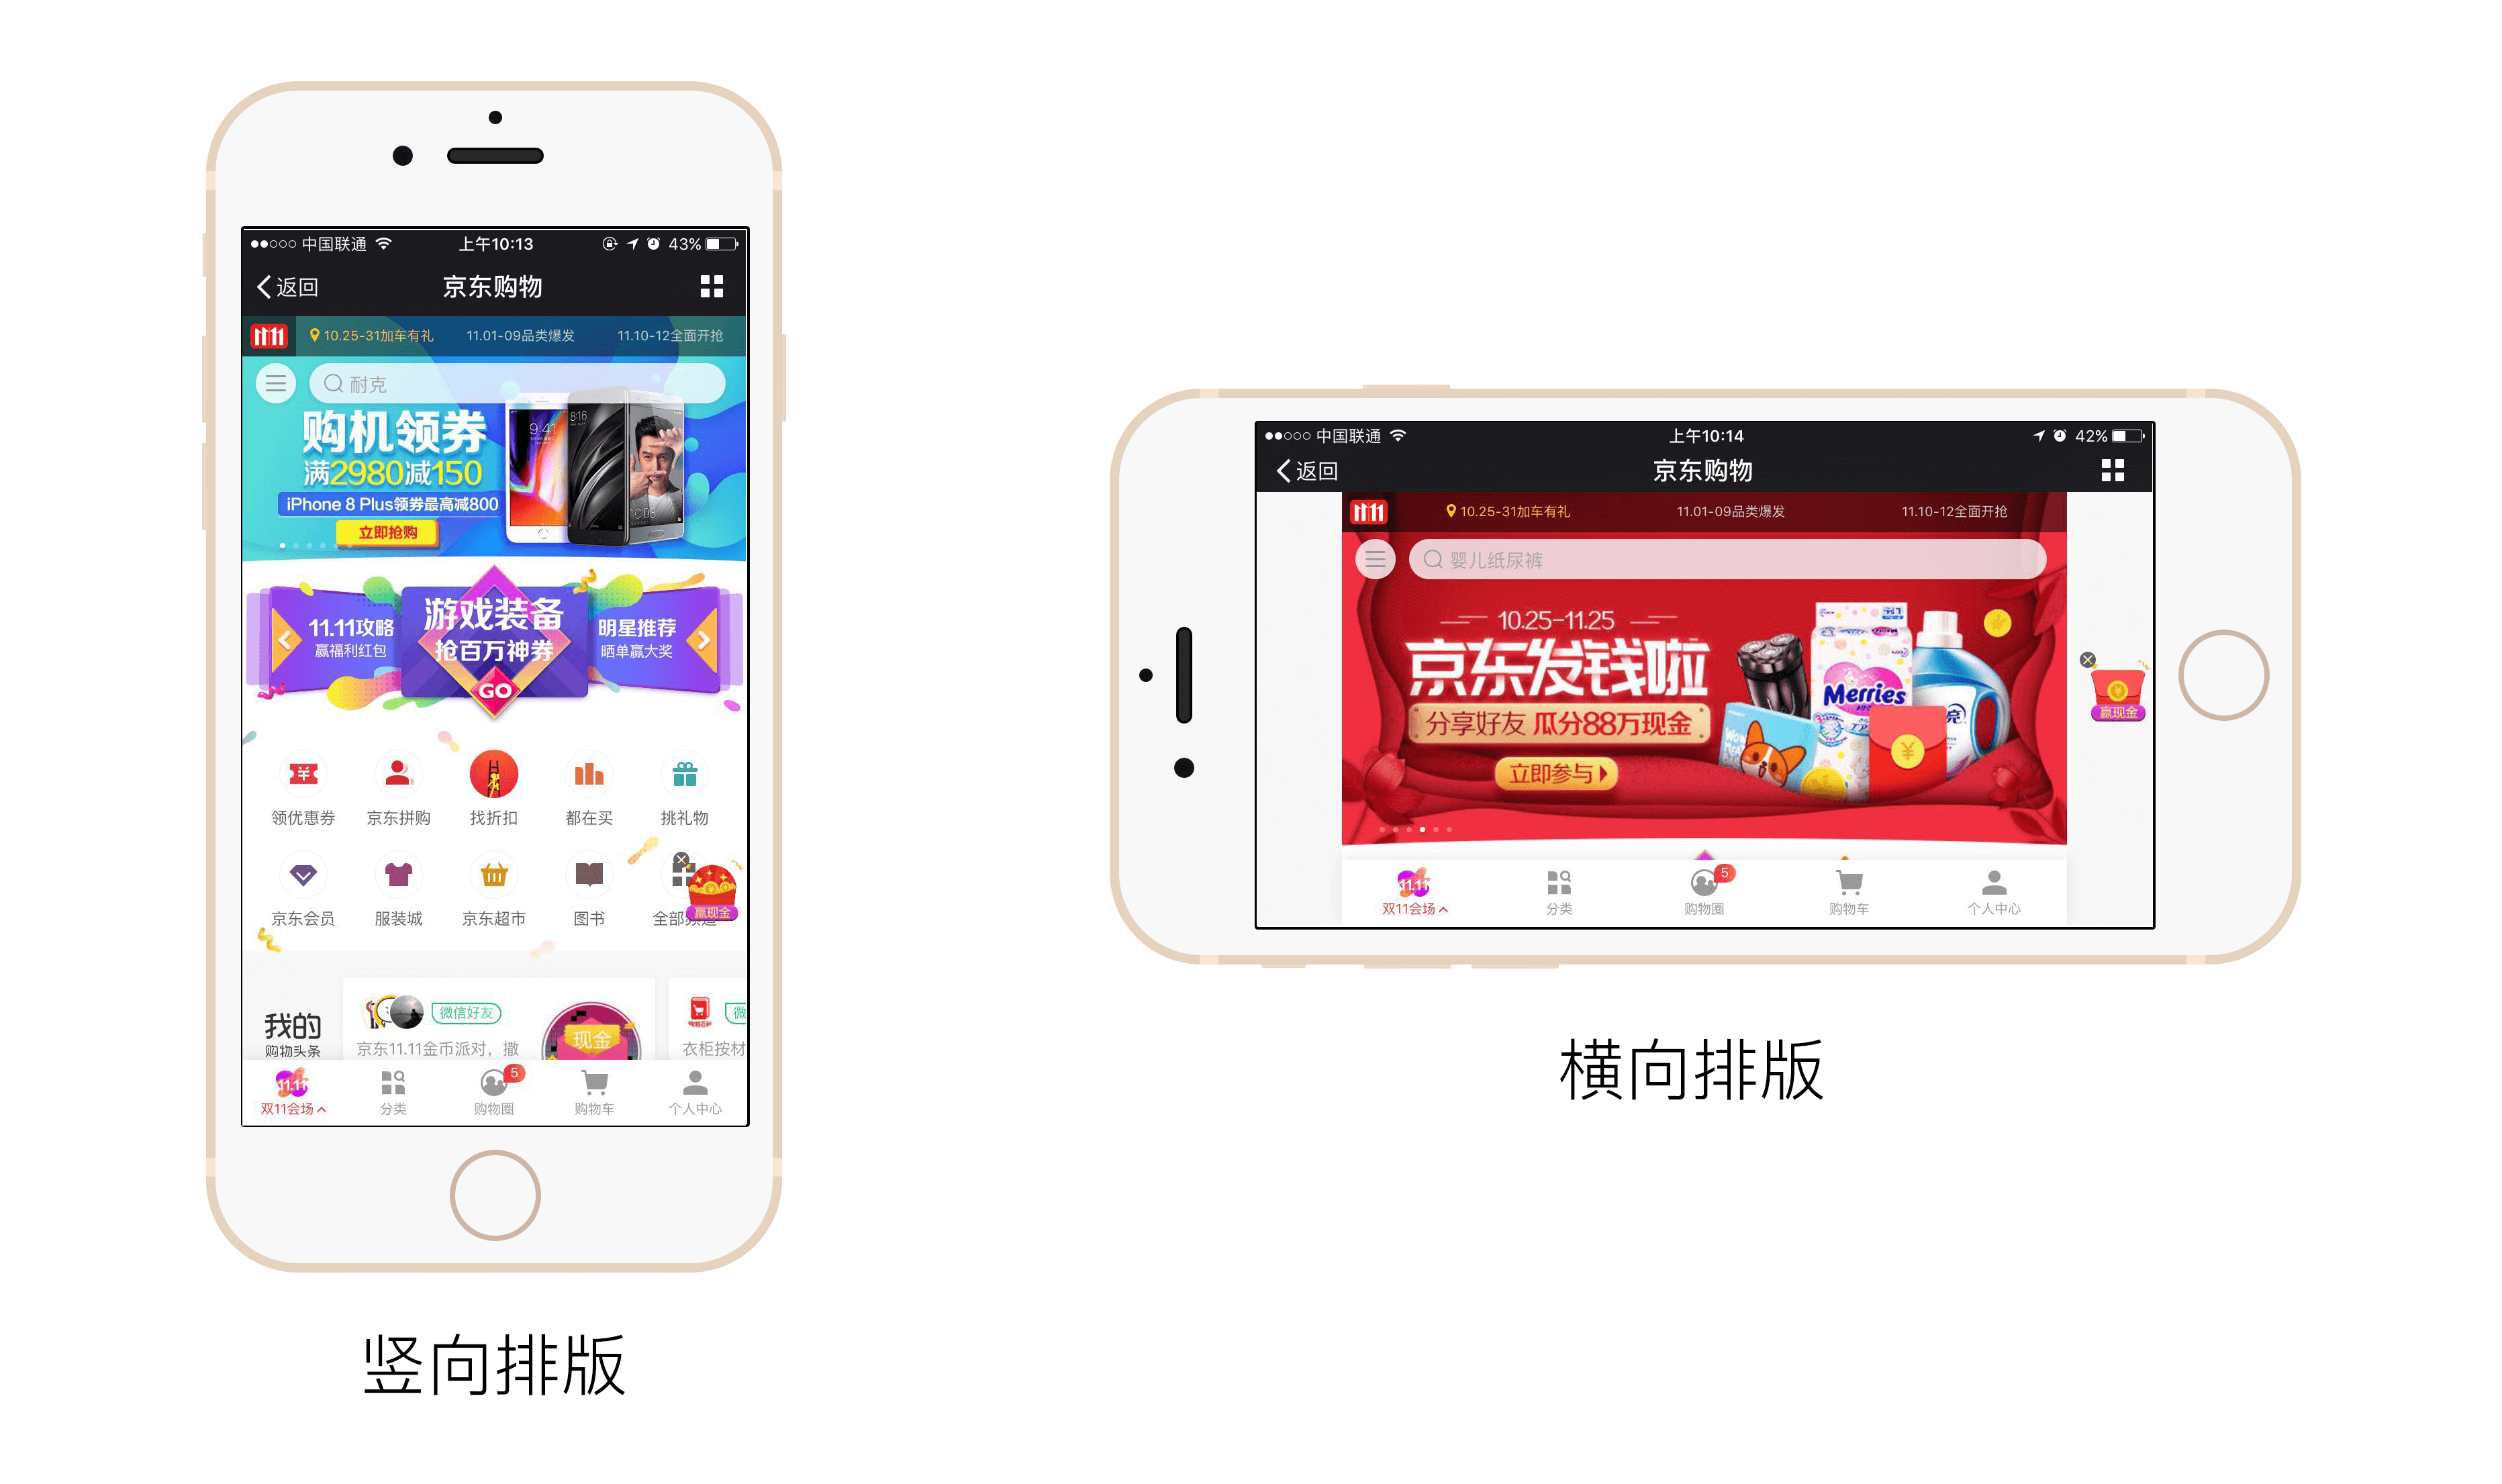 中国联通 上午10:13 43%
返回 京东购物
11.11 10.25-31加车有礼 11.01-09品类爆发 11.10-12全面开抢
耐克
购机领券
满2980减150
iPhone 8 Plus领券最高减800
立即抢购
9:41
8:16
11.11攻略
赢福利红包
游戏装备
抢百万神券
GO
明星推荐
晒单赢大奖
领优惠券 京东拼购 找折扣 都在买 挑礼物
京东会员 服装城 京东超市 图书 全部频道
赢现金
我的
购物头条
微信好友
京东11.11金币派对，撒
现金
微
衣柜按材
11.11 5
双11会场 分类 购物圈 购物车 个人中心
竖向排版
中国联通 上午10:14 42%
返回 京东购物
11.11 10.25-31加车有礼 11.01-09品类爆发 11.10-12全面开抢
婴儿纸尿裤
10.25-11.25
京东发钱啦
分享好友 瓜分88万现金
立即参与
Merries
赢现金
11.11 5
双11会场 分类 购物圈 购物车 个人中心
横向排版